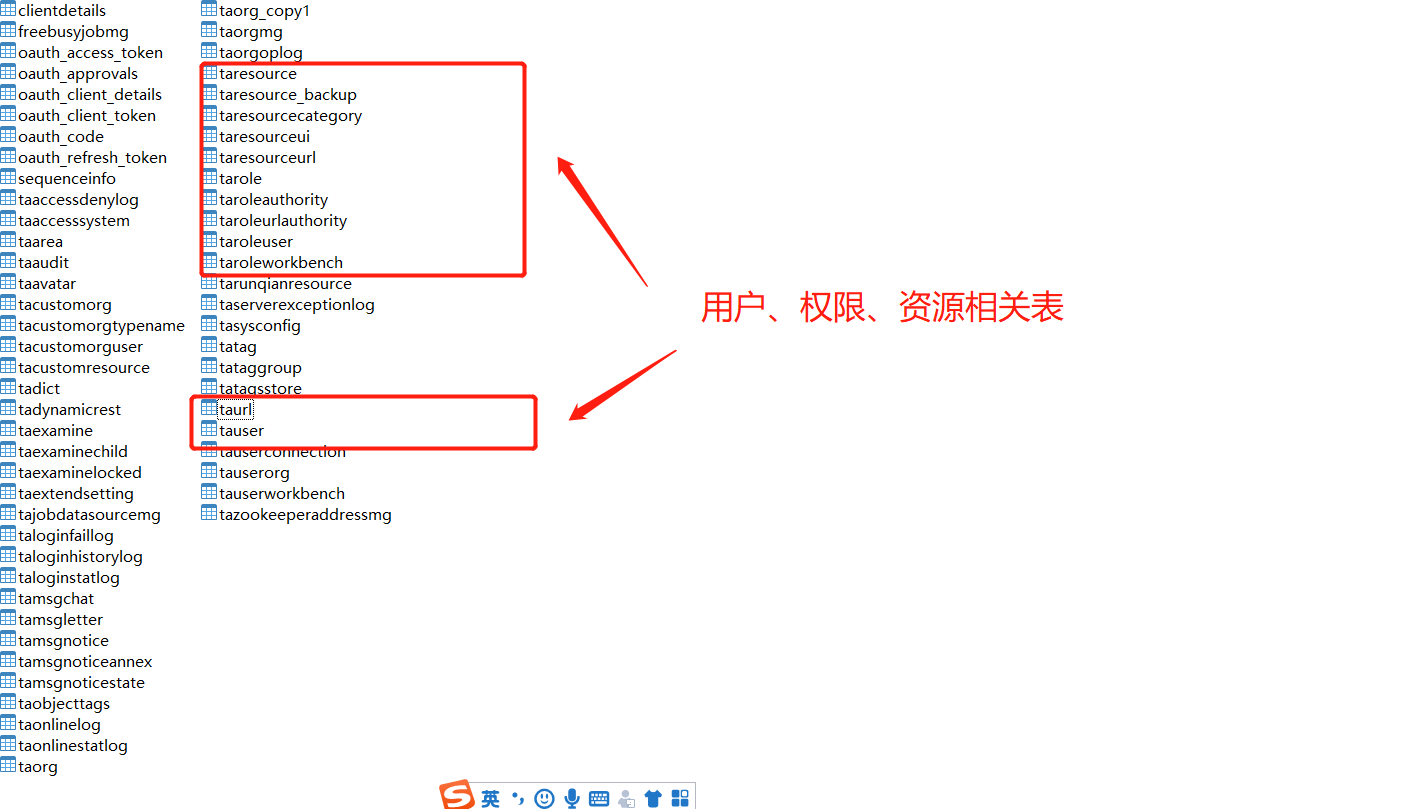 clientdetails
freebusyjobmg
oauth_access_token
oauth_approvals
oauth_client_details
oauth_client_token
oauth_code
oauth_refresh_token
sequenceinfo
taaccessdenylog
taaccesssystem
taarea
taaudit
taavatar
tacustomorg
tacustomorgtypename
tacustomorguser
tacustomresource
tadict
tadynamicrest
taexamine
taexaminechild
taexaminelocked
taextendsetting
tajobdatasourcemg
taloginfaillog
taloginhistorylog
taloginstatlog
tamsgchat
tamsgletter
tamsgnotice
tamsgnoticeannex
tamsgnoticestate
taobjecttags
taonlinelog
taonlinestatlog
taorg
taorg_copy1
taorgmg
taorgoplog
taresource
taresource_backup
taresourcecategory
taresourceui
taresourceurl
tarole
taroleauthority
taroleurlauthority
taroleuser
taroleworkbench
tarunqianresource
taserverexceptionlog
tasysconfig
tatag
tataggroup
tatagsstore
taurl
tauser
tauserconnection
tauserorg
tauserworkbench
tazookeeperaddressmg
用户、权限、资源相关表
英